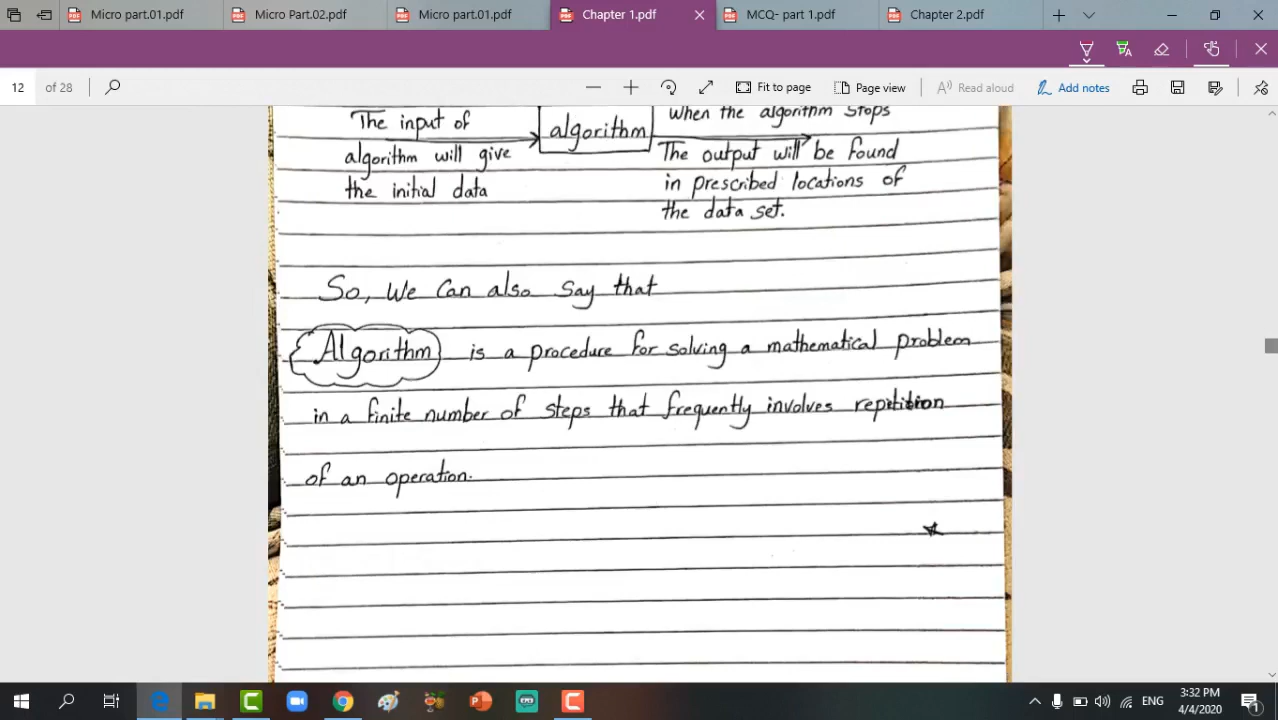 Micro part.01.pdf
Micro Part.02.pdf
Micro part.01.pdf
Chapter 1.pdf
MCQ- part 1.pdf
Chapter 2.pdf
12 of 28
Fit to page
Page view
Read aloud
Add notes
The input of
algorithm will give
the initial data
algorithm
When the algorithm stops
The output will be found
in prescribed locations of
the data set.
So, We Can also Say that
Algorithm is a procedure for solving a mathematical problem
in a finite number of steps that frequently involves repitition
of an operation.
ENG
3:32 PM
4/4/2020
1